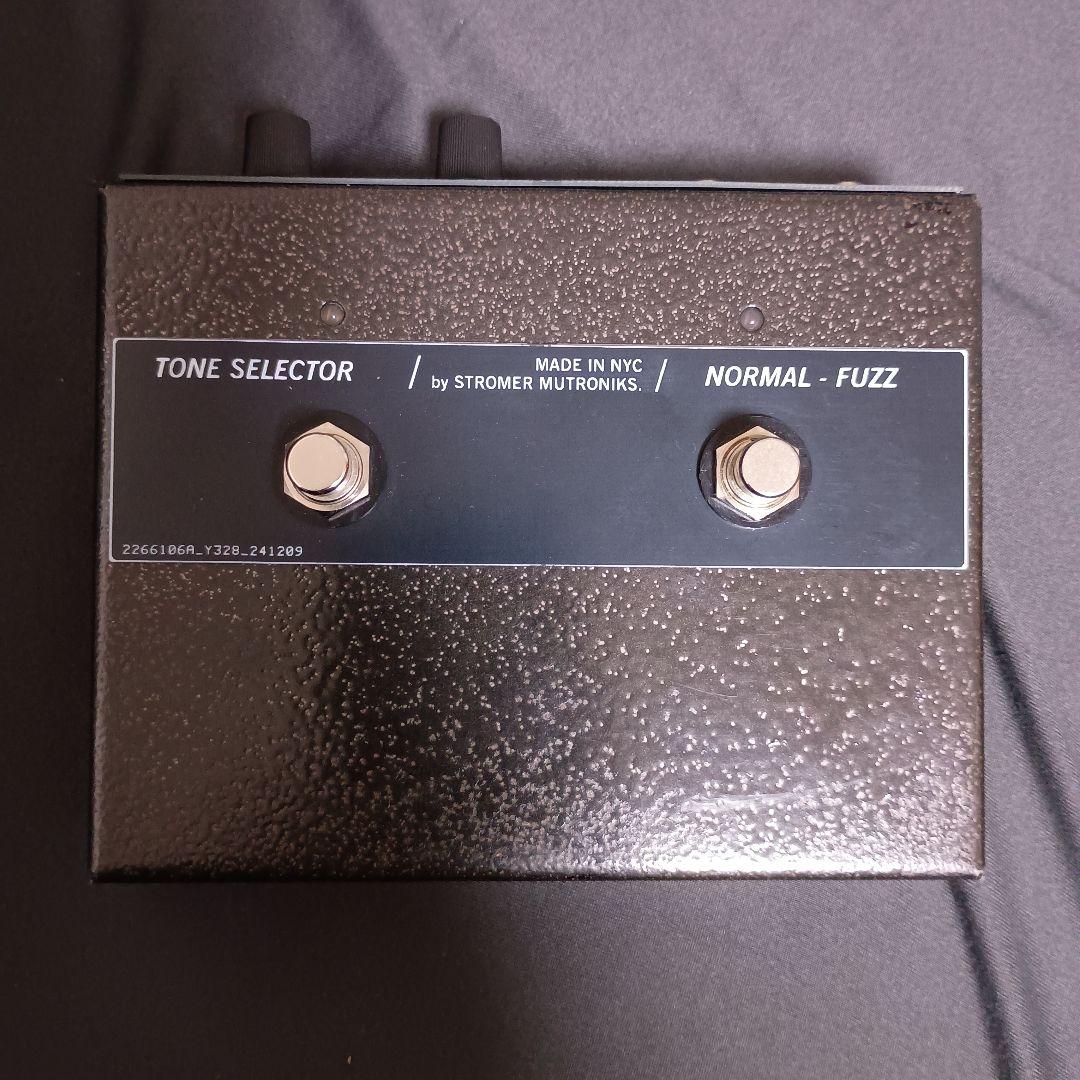 TONE SELECTOR / MADE IN NYC / NORMAL - FUZZ
by STROMER MUTRONIKS.
2266106A_Y328_241209